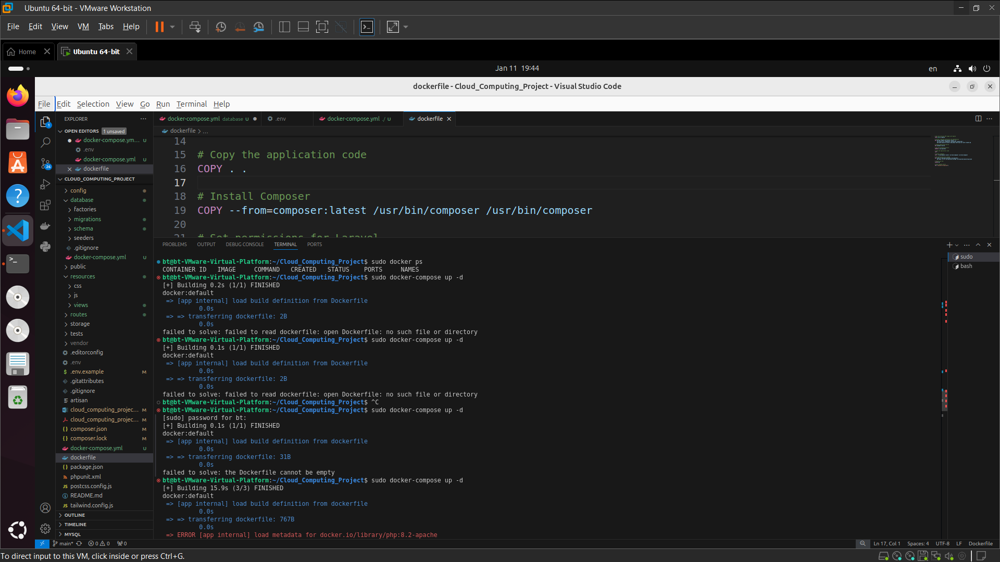 Ubuntu 64-bit - VMware Workstation
File Edit View VM Tabs Help
Home
Ubuntu 64-bit
Jan 11 19:44
en
dockerfile - Cloud_Computing_Project - Visual Studio Code
File Edit Selection View Go Run Terminal Help
EXPLORER
docker-compose.yml database U
.env
docker-compose.yml ./ U
dockerfile
OPEN EDITORS 1 unsaved
docker-compose.ym... U
.env
docker-compose.yml U
dockerfile
CLOUD_COMPUTING_PROJECT
config
database
factories
migrations
schema
seeders
.gitignore
docker-compose.yml U
public
resources
css
js
views
routes
storage
tests
vendor
.editorconfig
.env
.env.example M
.gitattributes
.gitignore
artisan
cloud_computing_projec... M
cloud_computing_projec... M
composer.json M
composer.lock M
docker-compose.yml U
dockerfile
package.json
phpunit.xml
postcss.config.js
README.md
tailwind.config.js
OUTLINE
TIMELINE
MYSQL
1
26
dockerfile > ...
14
15 # Copy the application code
16 COPY . .
17
18 # Install Composer
19 COPY --from=composer:latest /usr/bin/composer /usr/bin/composer
20
21 # Set permissions for Laravel
PROBLEMS OUTPUT DEBUG CONSOLE TERMINAL PORTS
sudo
bash
bt@bt-VMware-Virtual-Platform:~/Cloud_Computing_Project$ sudo docker ps
CONTAINER ID IMAGE COMMAND CREATED STATUS PORTS NAMES
bt@bt-VMware-Virtual-Platform:~/Cloud_Computing_Project$ sudo docker-compose up -d
[+] Building 0.2s (1/1) FINISHED
docker:default
=> [app internal] load build definition from Dockerfile
0.0s
=> => transferring dockerfile: 2B
0.0s
failed to solve: failed to read dockerfile: open Dockerfile: no such file or directory
bt@bt-VMware-Virtual-Platform:~/Cloud_Computing_Project$ sudo docker-compose up -d
[+] Building 0.1s (1/1) FINISHED
docker:default
=> [app internal] load build definition from Dockerfile
0.0s
=> => transferring dockerfile: 2B
0.0s
failed to solve: failed to read dockerfile: open Dockerfile: no such file or directory
bt@bt-VMware-Virtual-Platform:~/Cloud_Computing_Project$ ^C
bt@bt-VMware-Virtual-Platform:~/Cloud_Computing_Project$ sudo docker-compose up -d
[sudo] password for bt:
[+] Building 0.1s (1/1) FINISHED
docker:default
=> [app internal] load build definition from dockerfile
0.0s
=> => transferring dockerfile: 31B
0.0s
failed to solve: the Dockerfile cannot be empty
bt@bt-VMware-Virtual-Platform:~/Cloud_Computing_Project$ sudo docker-compose up -d
[+] Building 15.9s (3/3) FINISHED
docker:default
=> [app internal] load build definition from dockerfile
0.0s
=> => transferring dockerfile: 767B
0.0s
=> ERROR [app internal] load metadata for docker.io/library/php:8.2-apache
main* 0 0 0
Ln 17, Col 1 Spaces: 4 UTF-8 LF Dockerfile
To direct input to this VM, click inside or press Ctrl+G.